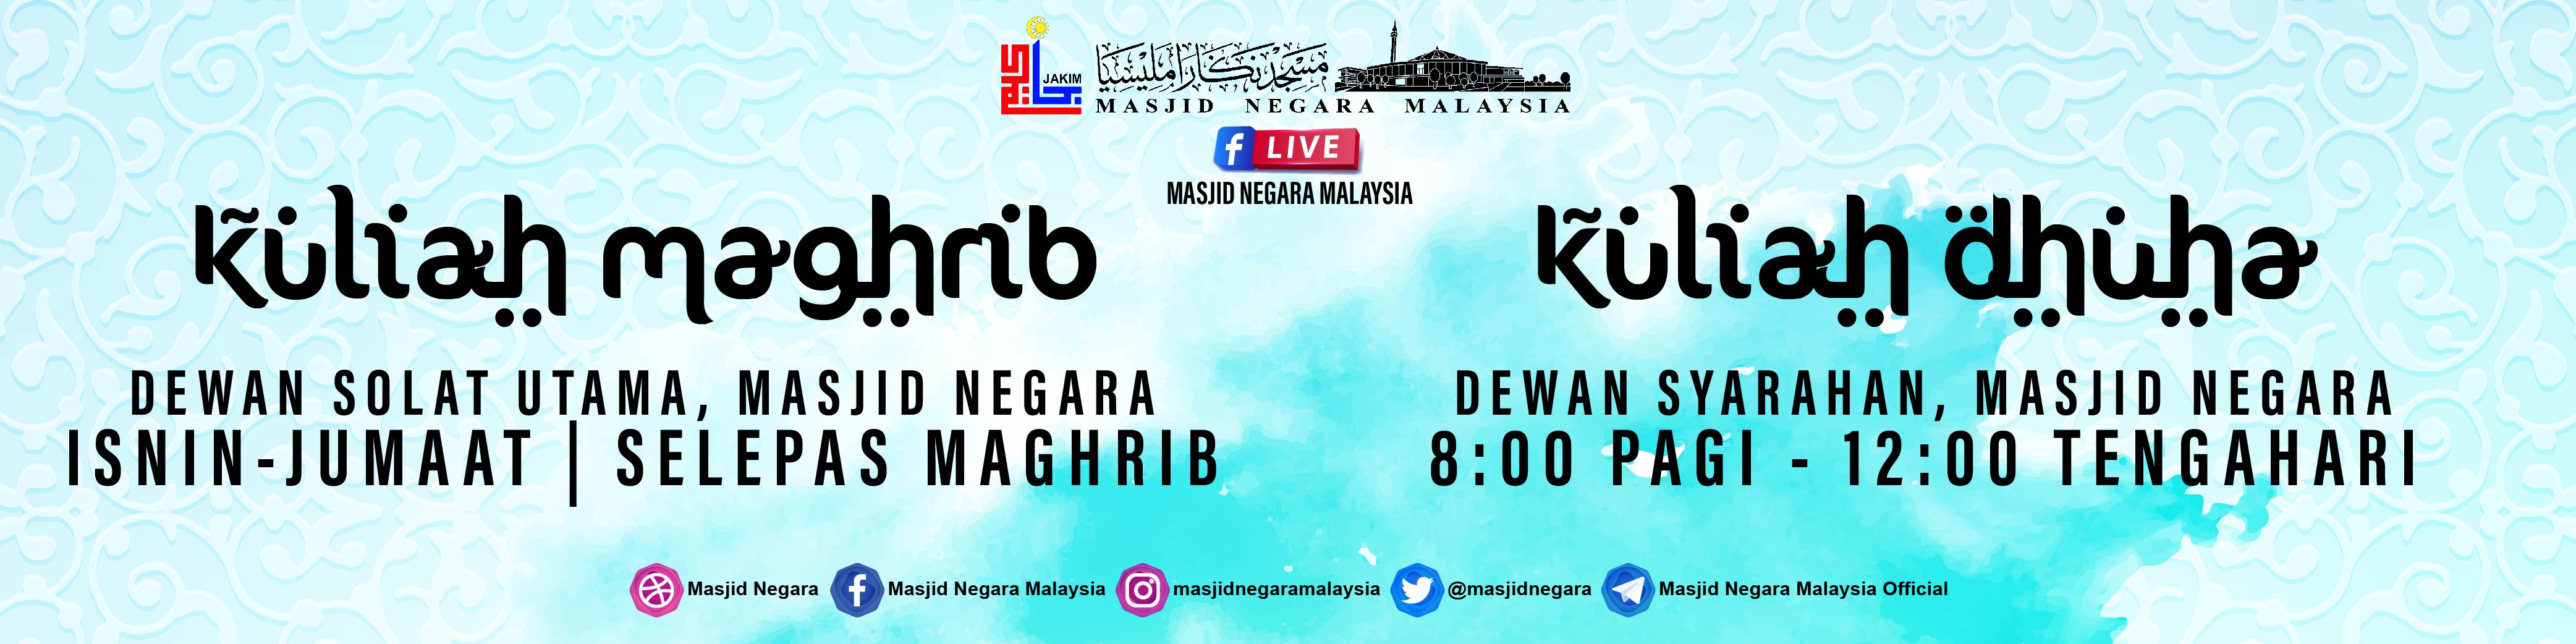 JAKIM
مسجد نݢارا مليسيا
MASJID NEGARA MALAYSIA
f LIVE
MASJID NEGARA MALAYSIA
kuliah maghrib
DEWAN SOLAT UTAMA, MASJID NEGARA
ISNIN-JUMAAT | SELEPAS MAGHRIB
kuliah dhuha
DEWAN SYARAHAN, MASJID NEGARA
8:00 PAGI - 12:00 TENGAHARI
Masjid Negara
Masjid Negara Malaysia
masjidnegaramalaysia
@masjidnegara
Masjid Negara Malaysia Official